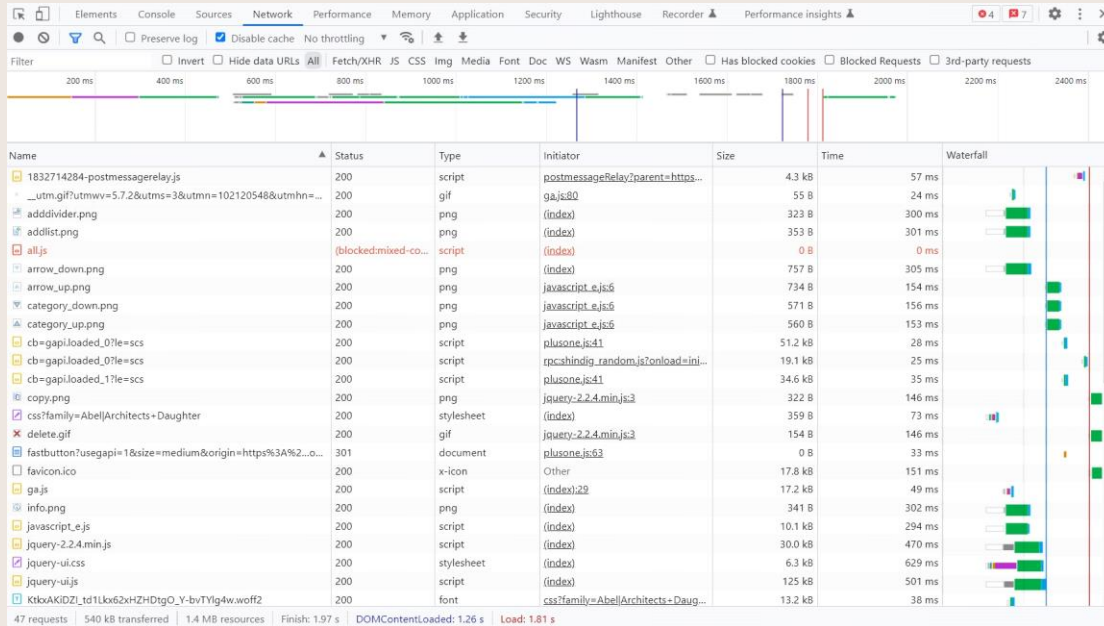 Elements Console Sources Network Performance Memory Application Security Lighthouse Recorder Performance insights 4 7
Preserve log Disable cache No throttling
Filter Invert Hide data URLs All Fetch/XHR JS CSS Img Media Font Doc WS Wasm Manifest Other Has blocked cookies Blocked Requests 3rd-party requests
200 ms 400 ms 600 ms 800 ms 1000 ms 1200 ms 1400 ms 1600 ms 1800 ms 2000 ms 2200 ms 2400 ms
Name Status Type Initiator Size Time Waterfall
1832714284-postmessagerelay.js 200 script postmessageRelay?parent=https... 4.3 kB 57 ms
__utm.gif?utmwv=5.7.2&utms=3&utmn=102120548&utmhn=... 200 gif ga.js:80 55 B 24 ms
adddivider.png 200 png (index) 323 B 300 ms
addlist.png 200 png (index) 353 B 301 ms
all.js (blocked:mixed-co... script (index) 0 B 0 ms
arrow_down.png 200 png (index) 757 B 305 ms
arrow_up.png 200 png javascript_e.js:6 734 B 154 ms
category_down.png 200 png javascript_e.js:6 571 B 156 ms
category_up.png 200 png javascript_e.js:6 560 B 153 ms
cb=gapi.loaded_0?le=scs 200 script plusone.js:41 51.2 kB 28 ms
cb=gapi.loaded_0?le=scs 200 script rpc:shindig_random.js?onload=ini... 19.1 kB 25 ms
cb=gapi.loaded_1?le=scs 200 script plusone.js:41 34.6 kB 35 ms
copy.png 200 png jquery-2.2.4.min.js:3 322 B 146 ms
css?family=Abel|Architects+Daughter 200 stylesheet (index) 359 B 73 ms
delete.gif 200 gif jquery-2.2.4.min.js:3 154 B 146 ms
fastbutton?usegapi=1&size=medium&origin=https%3A%2...o... 301 document plusone.js:63 0 B 33 ms
favicon.ico 200 x-icon Other 17.8 kB 151 ms
ga.js 200 script (index):29 17.2 kB 49 ms
info.png 200 png (index) 341 B 302 ms
javascript_e.js 200 script (index) 10.1 kB 294 ms
jquery-2.2.4.min.js 200 script (index) 30.0 kB 470 ms
jquery-ui.css 200 stylesheet (index) 6.3 kB 629 ms
jquery-ui.js 200 script (index) 125 kB 501 ms
200 font css?family=Abel|Architects+Daug... 13.2 kB 38 ms
47 requests 540 kB transferred 1.4 MB resources Finish: 1.97 s DOMContentLoaded: 1.26 s Load: 1.81 s